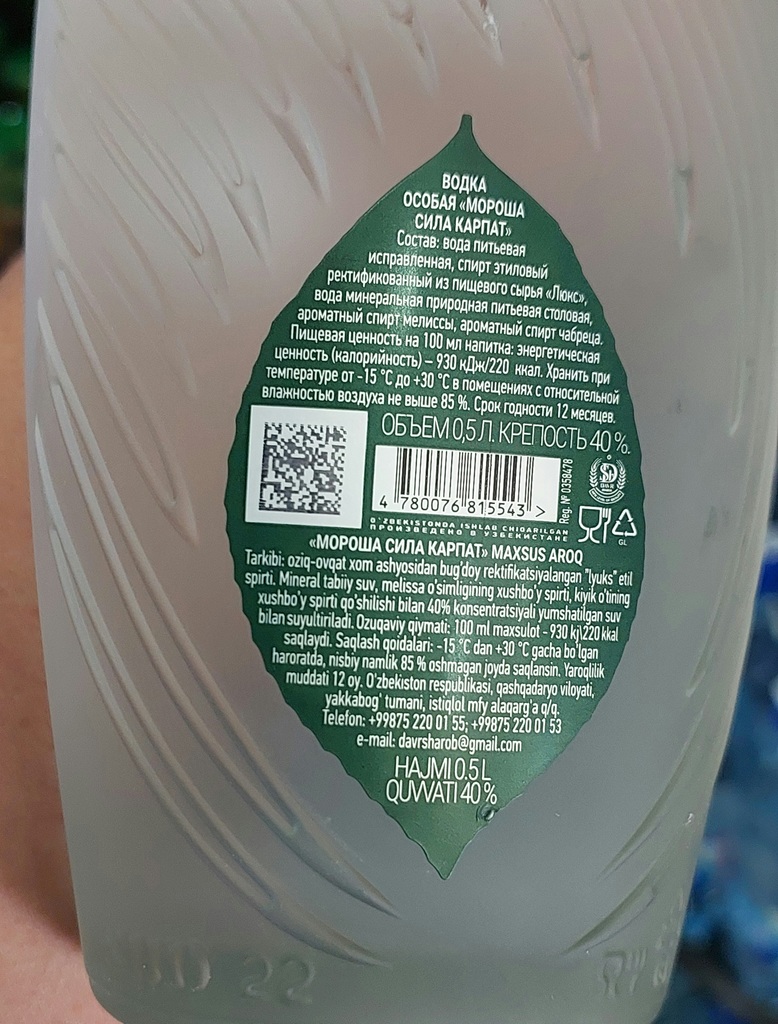 ВОДКА
ОСОБАЯ «МОРОША
СИЛА КАРПАТ»
Состав: вода питьевая
исправленная, спирт этиловый
ректификованный из пищевого сырья «Люкс»,
вода минеральная природная питьевая столовая,
ароматный спирт мелиссы, ароматный спирт чабреца.
Пищевая ценность на 100 мл напитка: энергетическая
ценность (калорийность) – 930 кДж/220 ккал. Хранить при
температуре от -15 °C до +30 °C в помещениях с относительной
влажностью воздуха не выше 85 %. Срок годности 12 месяцев.
ОБЪЕМ 0,5 Л. КРЕПОСТЬ 40 %.
4 780076 815543 >
Reg. № 0358478
O'ZBEKISTONDA ISHLAB CHIQARILGAN
ПРОИЗВЕДЕНО В УЗБЕКИСТАНЕ
GL
«МОРОША СИЛА КАРПАТ» MAXSUS AROQ
Tarkibi: oziq-ovqat xom ashyosidan bug'doy rektifikatsiyalangan "lyuks" etil
spirti. Mineral tabiiy suv, melissa o'simligining xushbo'y spirti, kiyik o'tining
xushbo'y spirti qo'shilishi bilan 40% konsentratsiyali yumshatilgan suv
bilan suyultiriladi. Ozuqaviy qiymati: 100 ml maxsulot - 930 kj\220 kkal
saqlaydi. Saqlash qoidalari: -15 °C dan +30 °C gacha bo'lgan
haroratda, nisbiy namlik 85 % oshmagan joyda saqlansin. Yaroqlilik
muddati 12 oy. O'zbekiston respublikasi, qashqadaryo viloyati,
yakkabog' tumani, istiqlol mfy alaqarg'a q/q.
Telefon: +99875 220 01 55; +99875 220 01 53
e-mail: davrsharob@gmail.com
HAJMI 0.5 L
QUVVATI 40 %
22